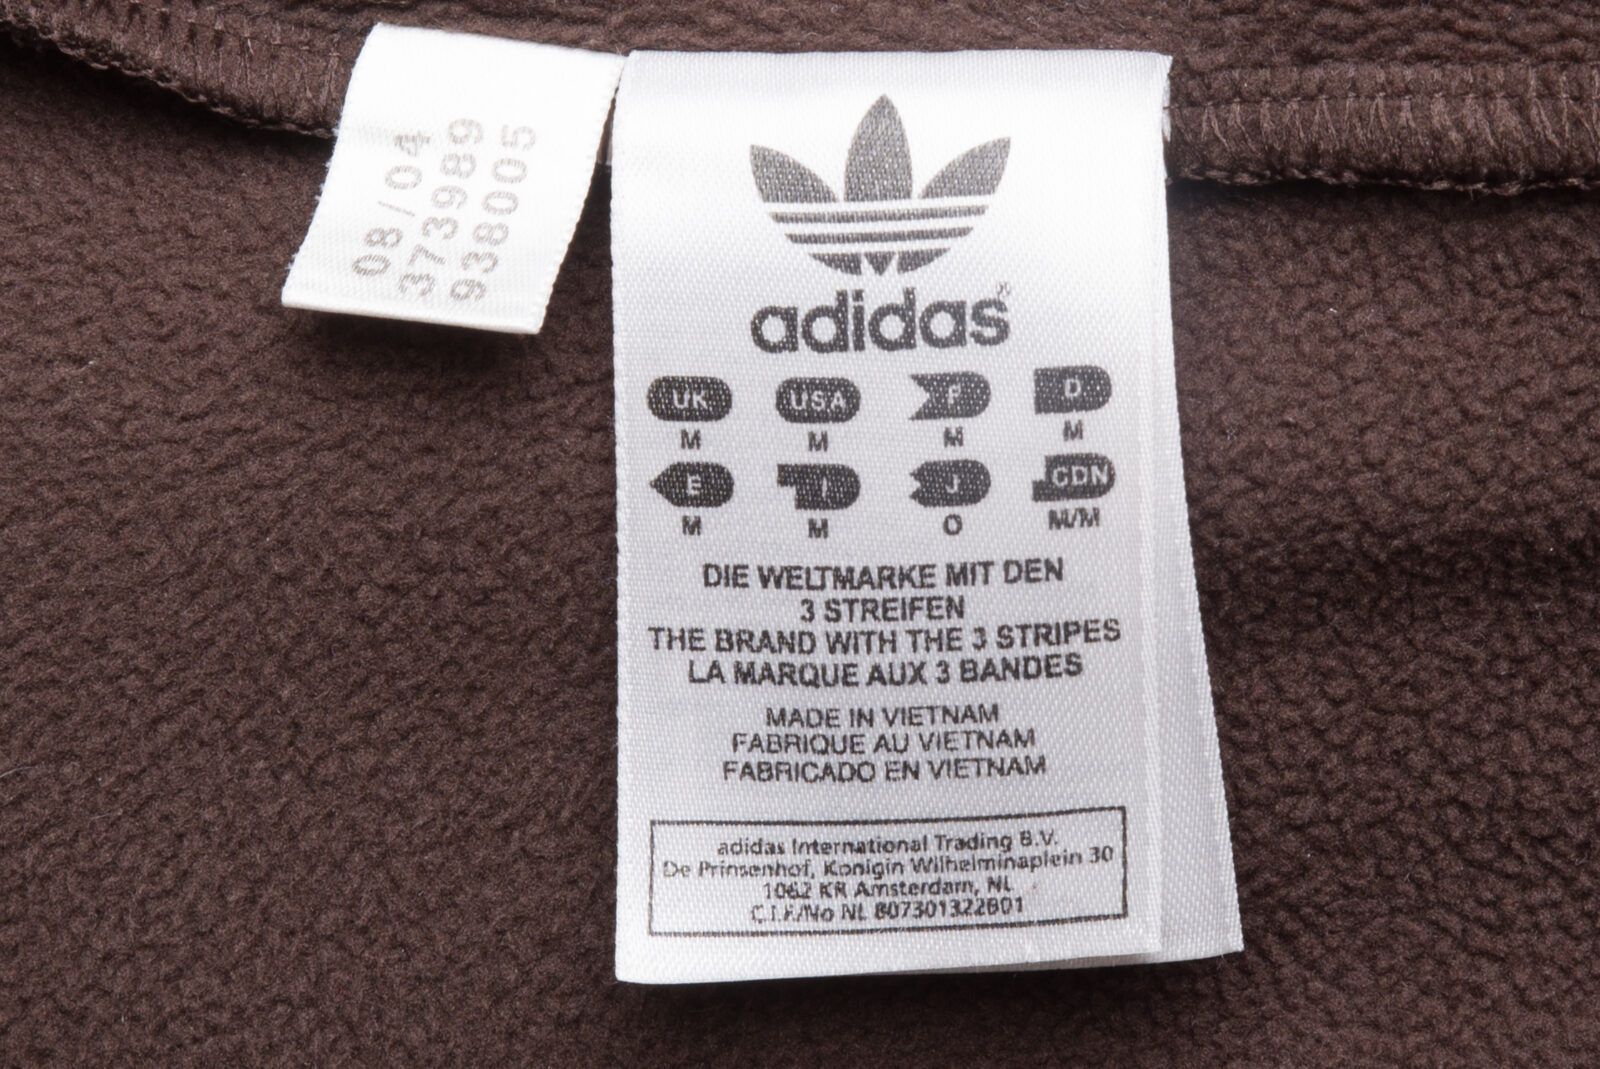 08/04
373989
938005
adidas®
UK USA F D
M M M M
E I J CDN
M M O M/M
DIE WELTMARKE MIT DEN
3 STREIFEN
THE BRAND WITH THE 3 STRIPES
LA MARQUE AUX 3 BANDES
MADE IN VIETNAM
FABRIQUE AU VIETNAM
FABRICADO EN VIETNAM
adidas International Trading B.V.
De Prinsenhof, Konigin Wilhelminaplein 30
1062 KR Amsterdam, NL
C.I.F./No NL 807301322B01